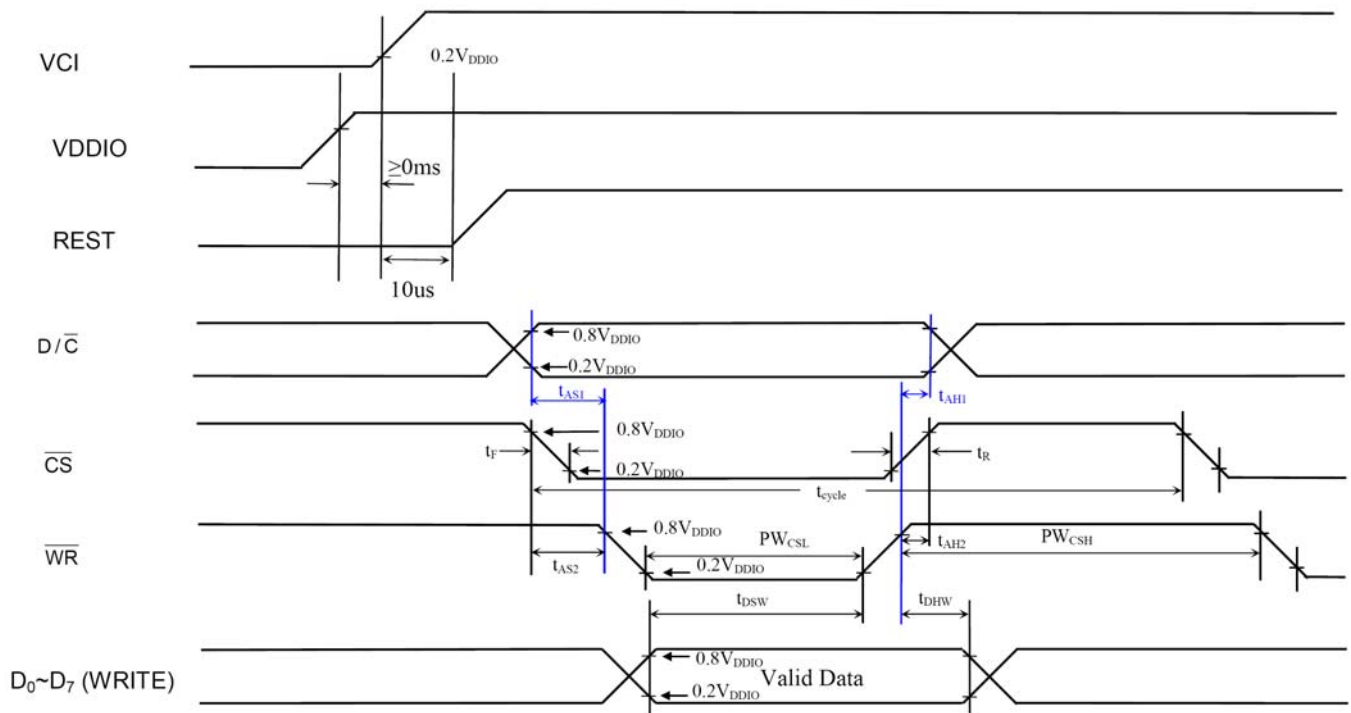 VCI
0.2VDDIO
VDDIO
≥0ms
REST
10us
D/C̅
0.8VDDIO
0.2VDDIO
tAS1
tAH1
C̅S̅
0.8VDDIO
tF
0.2VDDIO
tR
tcycle
W̅R̅
0.8VDDIO
PWCSL
tAH2
PWCSH
tAS2
0.2VDDIO
tDSW
tDHW
D0~D7 (WRITE)
0.8VDDIO
Valid Data
0.2VDDIO